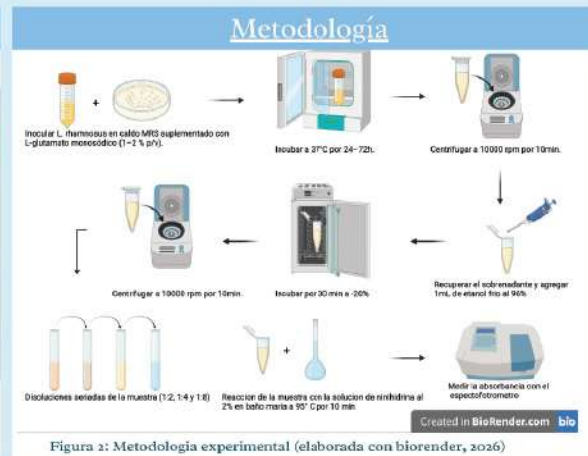 Metodología
Inocular L. rhamnosus en caldo MRS suplementado con
L-glutamato monosódico (1–2 % p/v).
Incubar a 37°C por 24–72h.
Centrifugar a 10000 rpm por 10min.
Recuperar el sobrenadante y agregar
1mL de etanol frío al 96%
Incubar por 30 min a -20%
Centrifugar a 10000 rpm por 10min.
Disoluciones seriadas de la muestra (1:2, 1:4 y 1:8)
Reaccion de la muestra con la solucion de ninhidrina al
2% en baño maria a 95° C por 10 min
Medir la absorbancia con el
espectofotrometro
Created in BioRender.com bio
Figura 2: Metodologia experimental (elaborada con biorender, 2026)